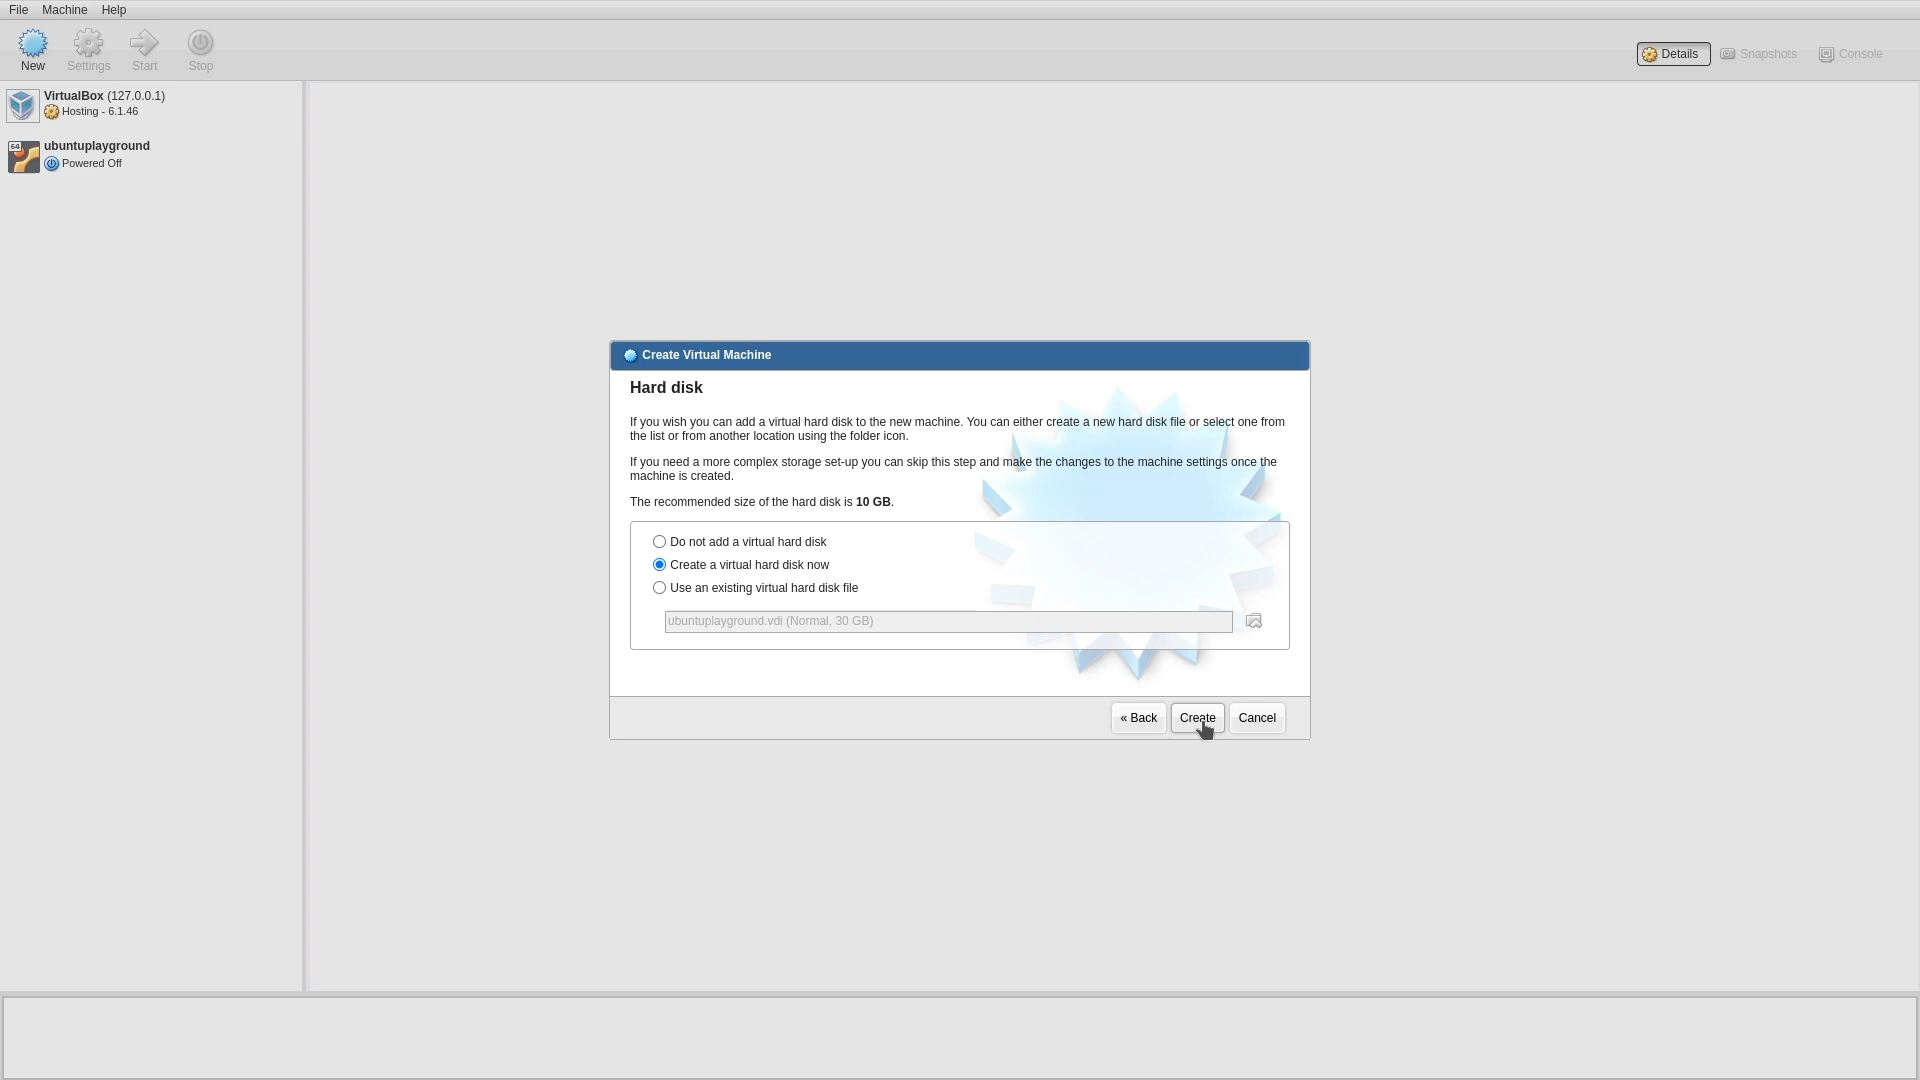 File Machine Help
New Settings Start Stop
Details Snapshots Console
VirtualBox (127.0.0.1)
Hosting - 6.1.46
64
ubuntuplayground
Powered Off
Create Virtual Machine
Hard disk
If you wish you can add a virtual hard disk to the new machine. You can either create a new hard disk file or select one from
the list or from another location using the folder icon.
If you need a more complex storage set-up you can skip this step and make the changes to the machine settings once the
machine is created.
The recommended size of the hard disk is 10 GB.
Do not add a virtual hard disk
Create a virtual hard disk now
Use an existing virtual hard disk file
ubuntuplayground.vdi (Normal, 30 GB)
« Back Create Cancel